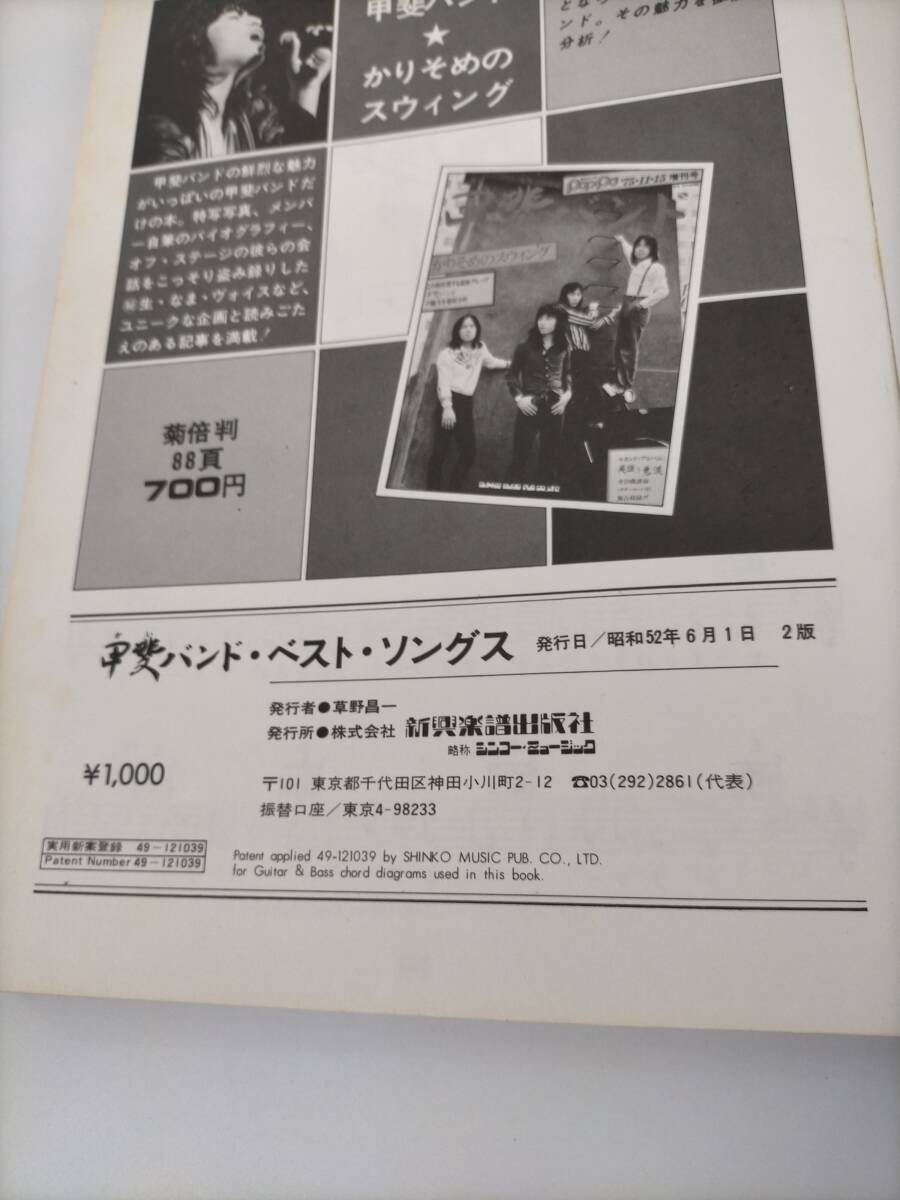 甲斐バンド
★
かりそめの
スウィング
ンド。その魅力を
分析！
甲斐バンドの鮮烈な魅力
がいっぱいの甲斐バンドだ
けの本。特写写真、メンバ
ー自筆のバイオグラフィー、
オフ・ステージの彼らの会
話をこっそり盗み録りした
生・なま・ヴォイスなど、
ユニークな企画と読みごた
えのある記事を満載！
'75・11・15 増刊号
かりそめのスウィング
菊倍判
88頁
700円
甲斐バンド・ベスト・ソングス
発行日／昭和52年6月1日 2版
発行者●草野昌一
発行所●株式会社 新興楽譜出版社
略称 シンコー・ミュージック
¥1,000
〒101 東京都千代田区神田小川町2-12 ☎03(292)2861(代表)
振替口座／東京4-98233
実用新案登録 49-121039
Patent Number 49-121039
Patent applied 49-121039 by SHINKO MUSIC PUB. CO., LTD.
for Guitar & Bass chord diagrams used in this book.